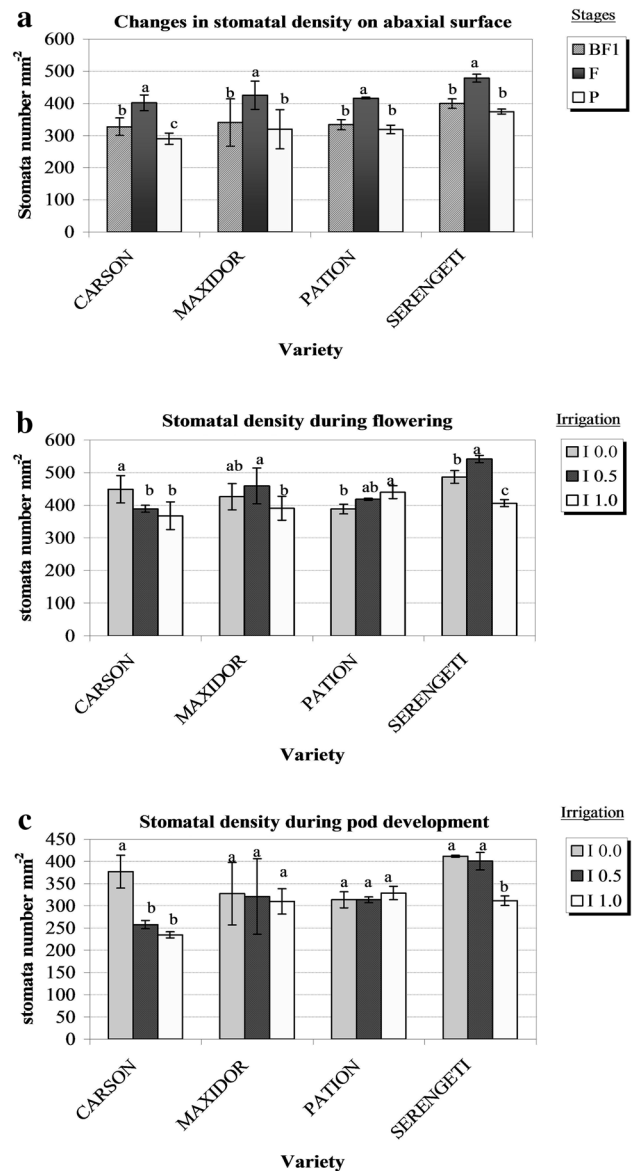 a
Changes in stomatal density on abaxial surface
Stages
BF1
F
P
Stomata number mm-2
600
500
400
300
200
100
0
b a c
b a b
b a b
b a b
CARSON
MAXIDOR
PATION
SERENGETI
Variety
b
Stomatal density during flowering
Irrigation
I 0.0
I 0.5
I 1.0
stomata number mm-2
600
500
400
300
200
100
0
a b b
ab a b
b ab a
b a c
CARSON
MAXIDOR
PATION
SERENGETI
Variety
c
Stomatal density during pod development
Irrigation
I 0.0
I 0.5
I 1.0
stomata number mm-2
450
400
350
300
250
200
150
100
50
0
a b b
a a a
a a a
a a b
CARSON
MAXIDOR
PATION
SERENGETI
Variety